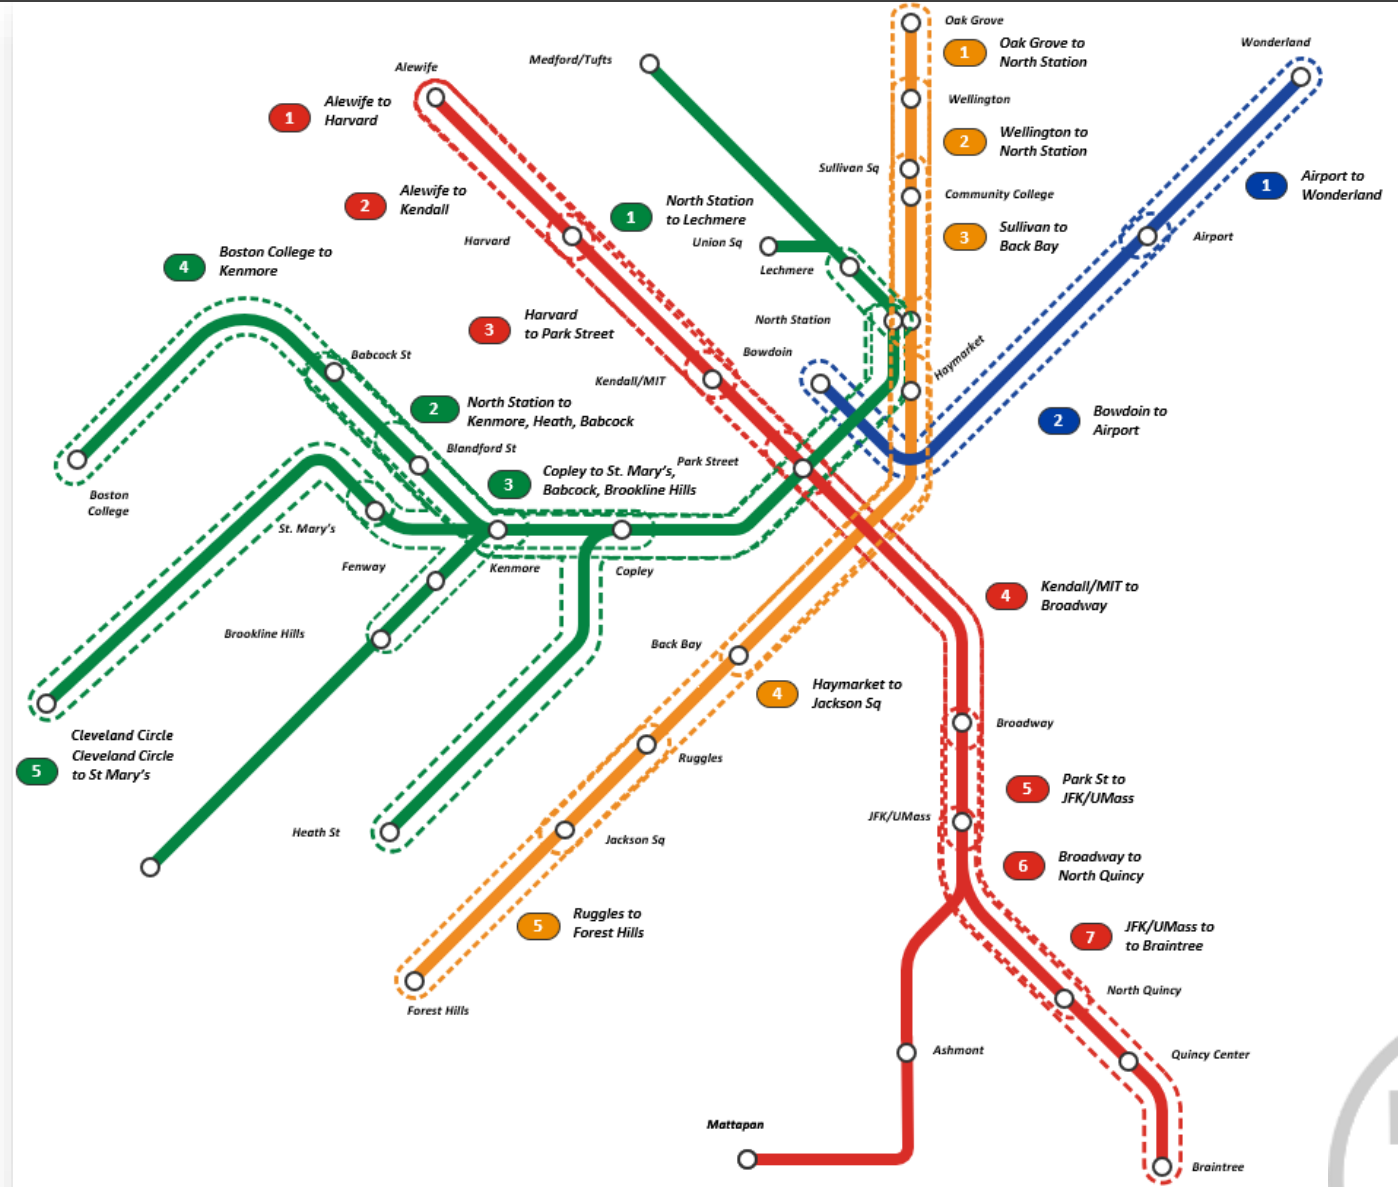 Oak Grove
1
Oak Grove to
North Station
Wonderland
Medford/Tufts
Alewife
Wellington
1
Alewife to
Harvard
2
Wellington to
North Station
Sullivan Sq
Community College
1
Airport to
Wonderland
2
Alewife to
Kendall
1
North Station
to Lechmere
3
Sullivan to
Back Bay
Harvard
Union Sq
Airport
4
Boston College to
Kenmore
Lechmere
3
Harvard
to Park Street
North Station
Bowdoin
Haymarket
Babcock St
Kendall/MIT
2
North Station to
Kenmore, Heath, Babcock
2
Bowdoin to
Airport
Blandford St
Park Street
3
Copley to St. Mary's,
Babcock, Brookline Hills
Boston
College
St. Mary's
Fenway
Kenmore
Copley
4
Kendall/MIT to
Broadway
Brookline Hills
Back Bay
4
Haymarket to
Jackson Sq
Broadway
Cleveland Circle
5
Cleveland Circle
to St Mary's
Ruggles
5
Park St to
JFK/UMass
JFK/UMass
Heath St
Jackson Sq
6
Broadway to
North Quincy
5
Ruggles to
Forest Hills
7
JFK/UMass to
to Braintree
North Quincy
Forest Hills
Ashmont
Quincy Center
Mattapan
Braintree